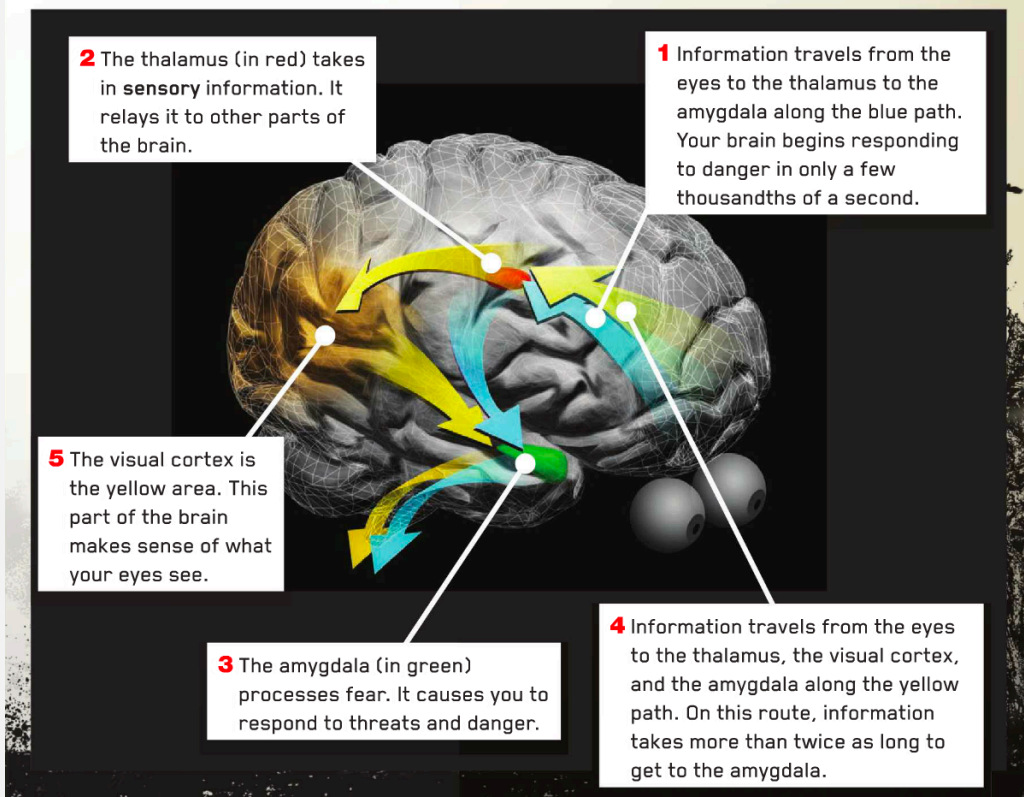 1 Information travels from the
eyes to the thalamus to the
amygdala along the blue path.
Your brain begins responding
to danger in only a few
thousandths of a second.
2 The thalamus (in red) takes
in sensory information. It
relays it to other parts of
the brain.
3 The amygdala (in green)
processes fear. It causes you to
respond to threats and danger.
4 Information travels from the eyes
to the thalamus, the visual cortex,
and the amygdala along the yellow
path. On this route, information
takes more than twice as long to
get to the amygdala.
5 The visual cortex is
the yellow area. This
part of the brain
makes sense of what
your eyes see.